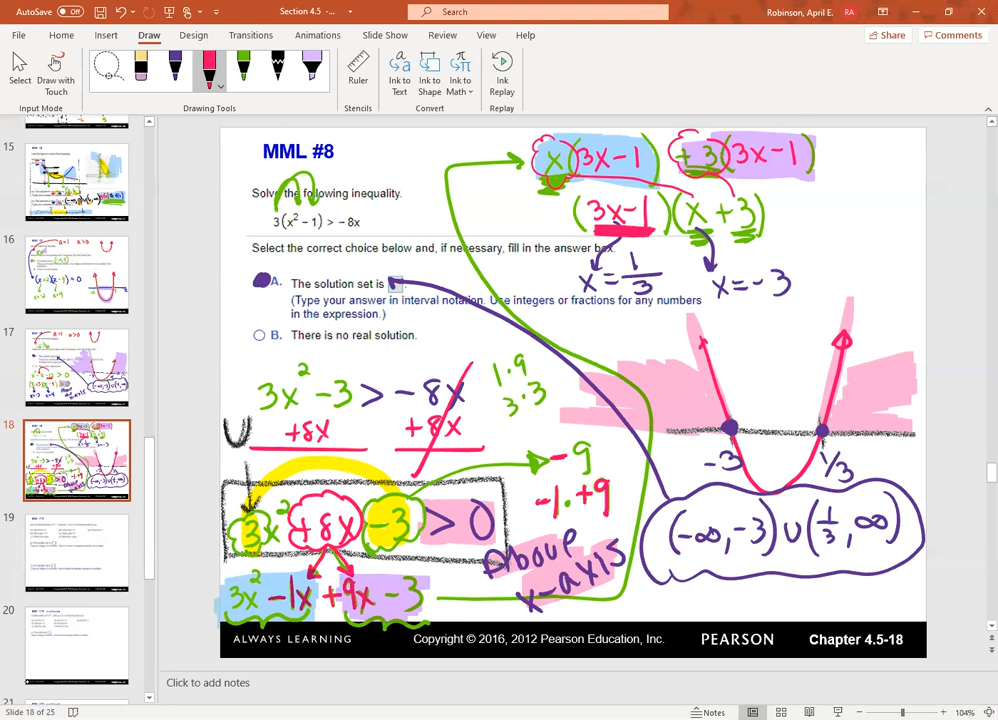 AutoSave Off
Section 4.5 -...
Search
Robinson, April E. RA
File Home Insert Draw Design Transitions Animations Slide Show Review View Help
Share Comments
Select
Draw with Touch
Ruler
Ink to Text
Ink to Shape
Ink to Math
Ink Replay
Input Mode
Drawing Tools
Stencils
Convert
Replay
15
16
17
18
19
20
21
MML #8
x(3x-1) +3(3x-1)
Solve the following inequality.
3(x² - 1) > -8x
(3x-1)(x+3)
Select the correct choice below and, if necessary, fill in the answer box.
x=1/3 x=-3
A. The solution set is
(Type your answer in interval notation. Use integers or fractions for any numbers
in the expression.)
B. There is no real solution.
3x²-3 > -8x
+8x +8x
1.9
3.3
U
-9
-1.+9
-3 1/3
3x² +8x -3 > 0
(-∞,-3)∪(1/3, ∞)
Above
x-axis
3x² -1x +9x -3
ALWAYS LEARNING
Copyright © 2016, 2012 Pearson Education, Inc.
PEARSON
Chapter 4.5-18
Click to add notes
Slide 18 of 25
Notes
104%